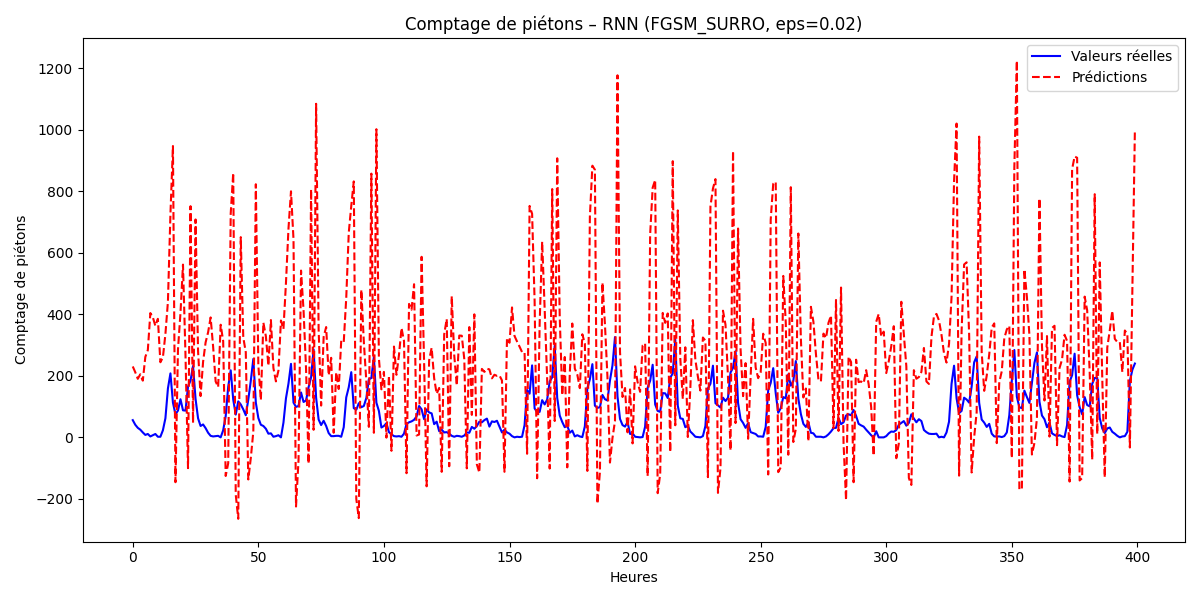 Comptage de piétons – RNN (FGSM_SURRO, eps=0.02)
Valeurs réelles
Prédictions
Comptage de piétons
1200
1000
800
600
400
200
0
−200
0 50 100 150 200 250 300 350 400
Heures